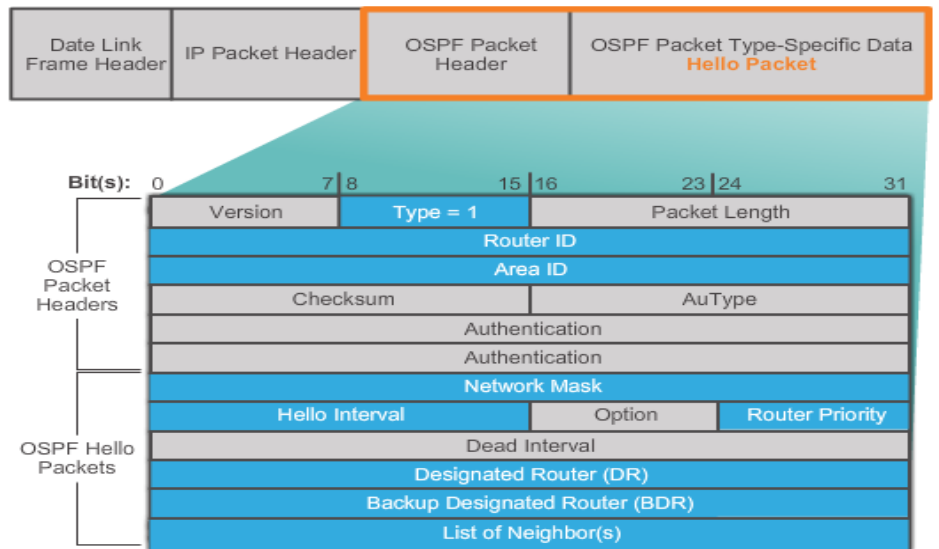 Date Link
Frame Header
IP Packet Header
OSPF Packet
Header
OSPF Packet Type-Specific Data
Hello Packet
Bit(s): 0 7 8 15 16 23 24 31
OSPF
Packet
Headers
Version Type = 1 Packet Length
Router ID
Area ID
Checksum AuType
Authentication
Authentication
OSPF Hello
Packets
Network Mask
Hello Interval Option Router Priority
Dead Interval
Designated Router (DR)
Backup Designated Router (BDR)
List of Neighbor(s)